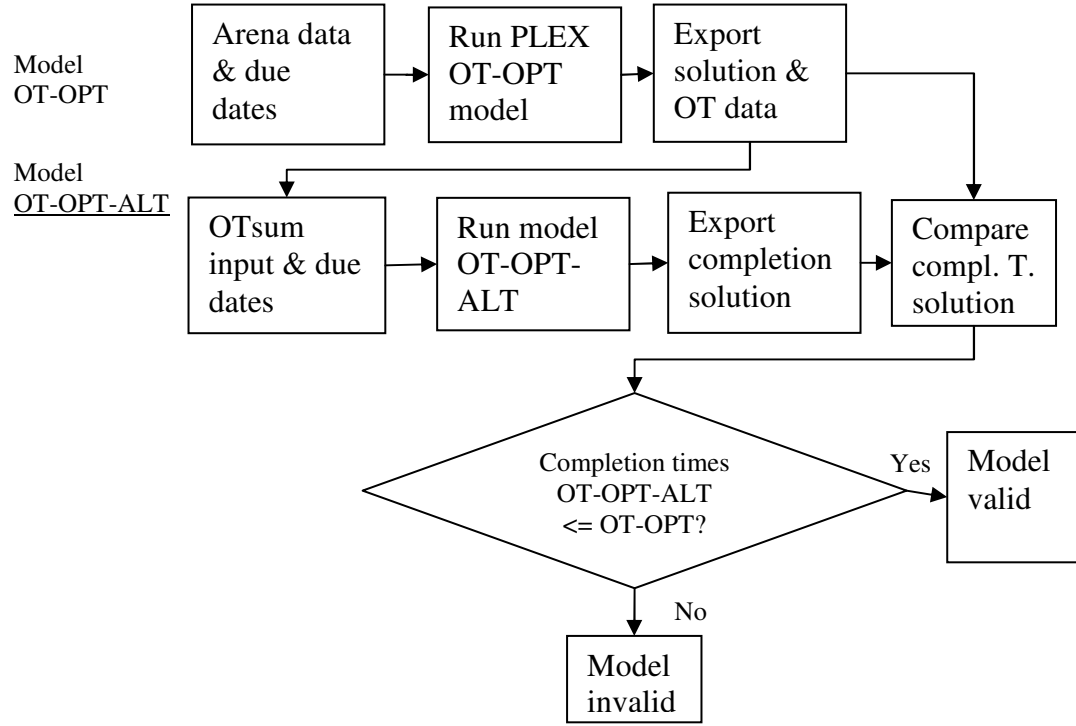 Model
OT-OPT
Arena data
& due
dates
Run PLEX
OT-OPT
model
Export
solution &
OT data
Model
OT-OPT-ALT
OTsum
input & due
dates
Run model
OT-OPT-
ALT
Export
completion
solution
Compare
compl. T.
solution
Completion times
OT-OPT-ALT
<= OT-OPT?
Yes
Model
valid
No
Model
invalid